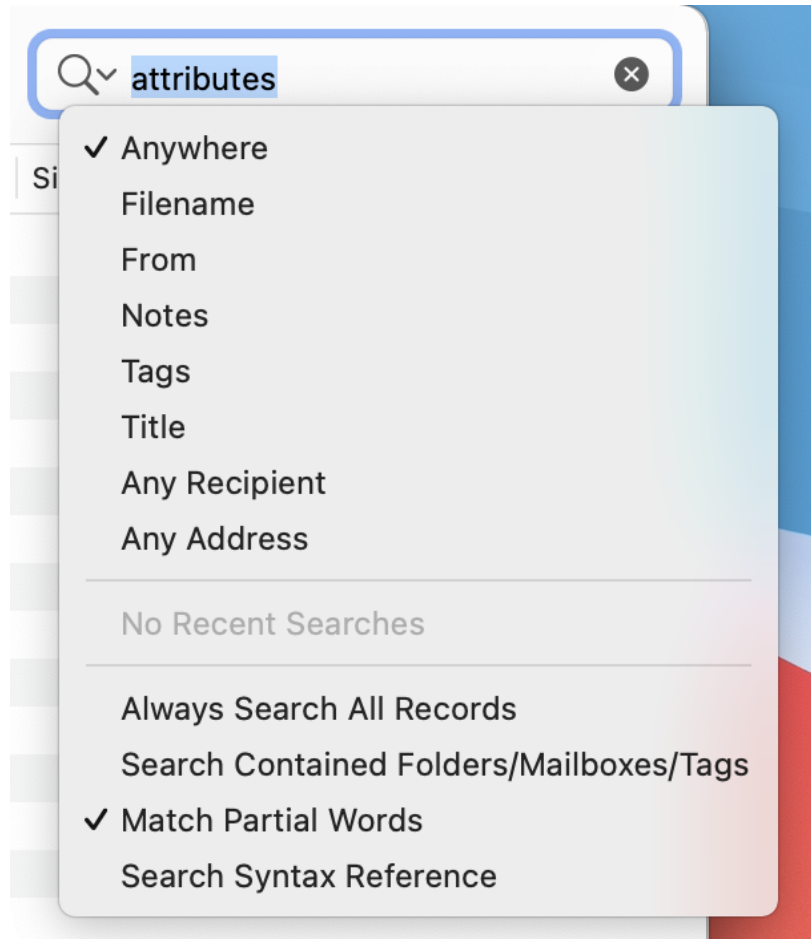 attributes
Si
Anywhere
Filename
From
Notes
Tags
Title
Any Recipient
Any Address
No Recent Searches
Always Search All Records
Search Contained Folders/Mailboxes/Tags
Match Partial Words
Search Syntax Reference